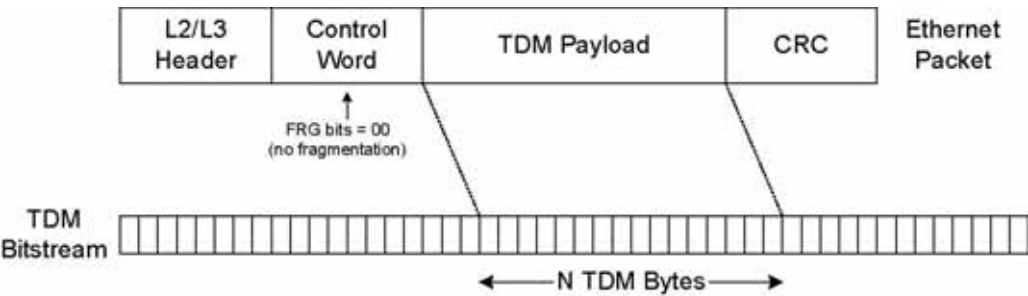 L2/L3
Header
Control
Word
TDM Payload
CRC
Ethernet
Packet
FRG bits = 00
(no fragmentation)
TDM
Bitstream
N TDM Bytes